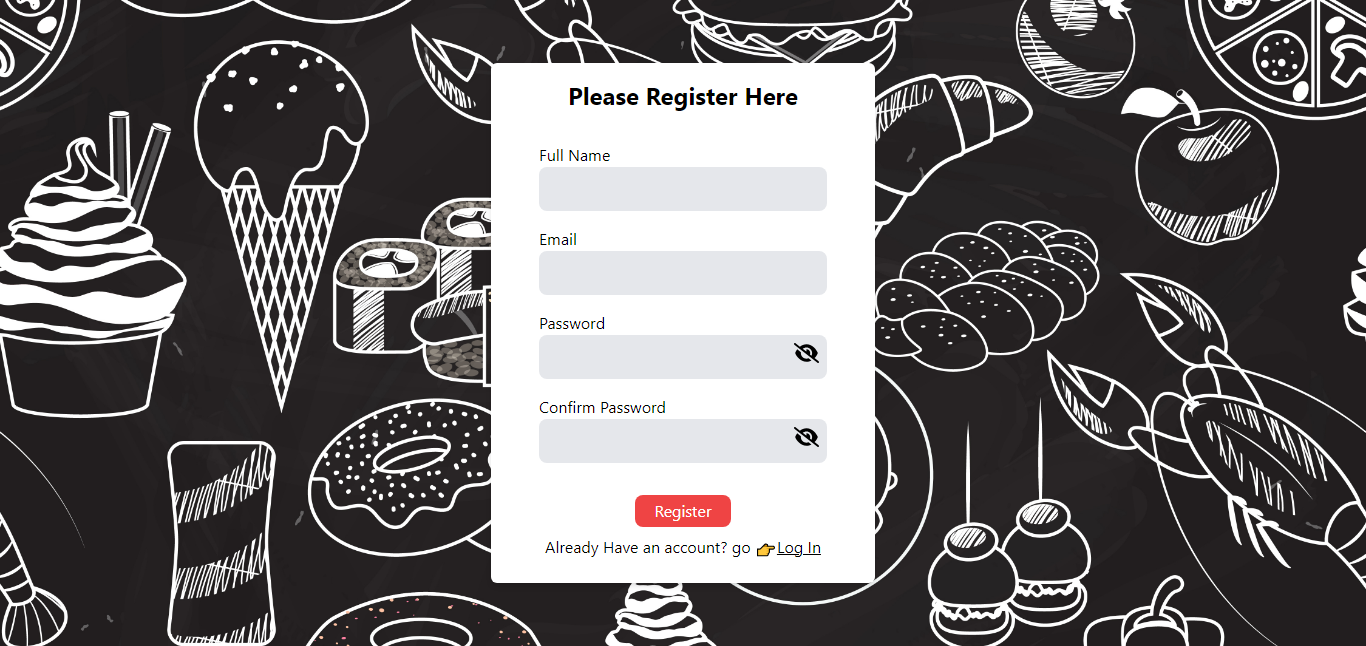 Please Register Here
Full Name
Email
Password
Confirm Password
Register
Already Have an account? go 👉Log In